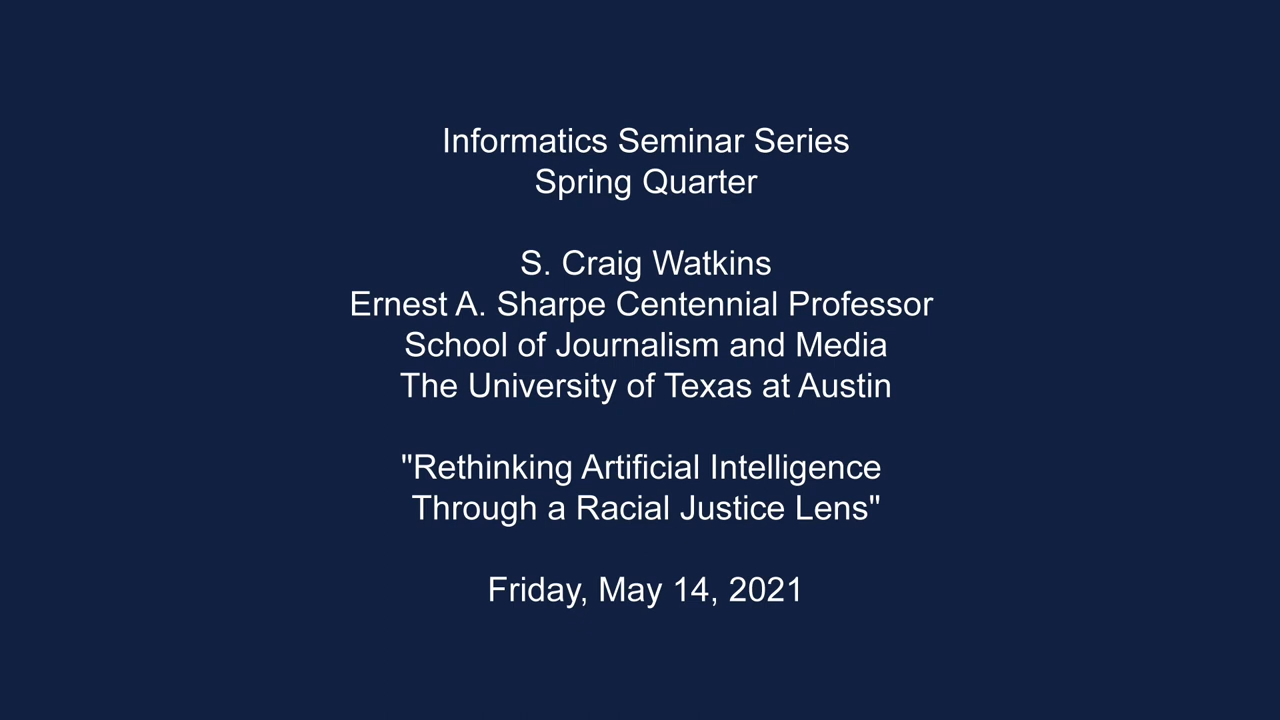 Informatics Seminar Series
Spring Quarter
S. Craig Watkins
Ernest A. Sharpe Centennial Professor
School of Journalism and Media
The University of Texas at Austin
"Rethinking Artificial Intelligence
Through a Racial Justice Lens"
Friday, May 14, 2021